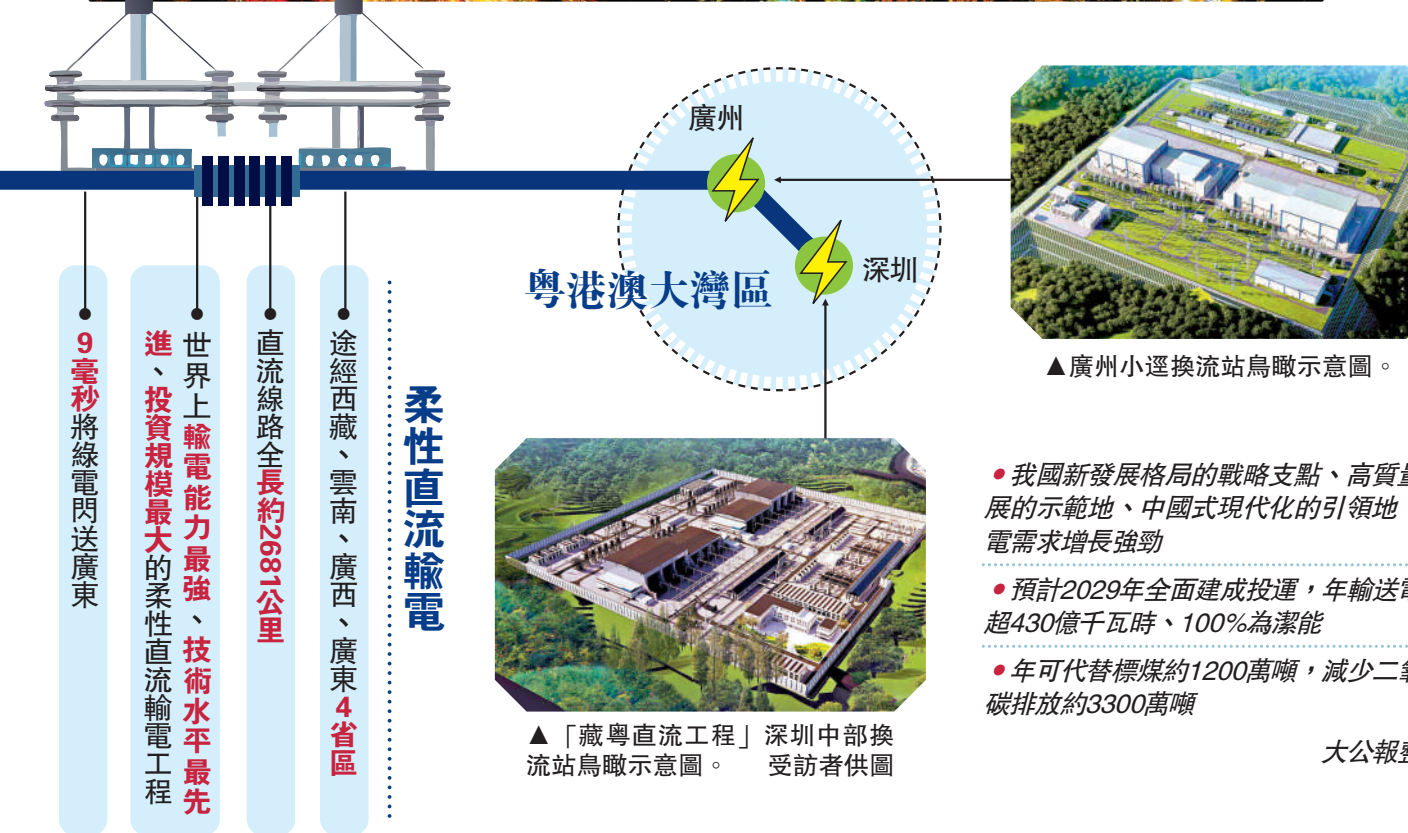 廣州
深圳
粵港澳大灣區
▲廣州小逕換流站鳥瞰示意圖。
柔性直流輸電
途經西藏、雲南、廣西、廣東4省區
直流線路全長約2681公里
世界上輸電能力最強、技術水平最先
進、投資規模最大的柔性直流輸電工程
9毫秒將綠電閃送廣東
▲「藏粵直流工程」深圳中部換
流站鳥瞰示意圖。 受訪者供圖
●我國新發展格局的戰略支點、高質量
展的示範地、中國式現代化的引領地
電需求增長強勁
●預計2029年全面建成投運，年輸送電
超430億千瓦時、100%為潔能
●年可代替標煤約1200萬噸，減少二氧
碳排放約3300萬噸
大公報整